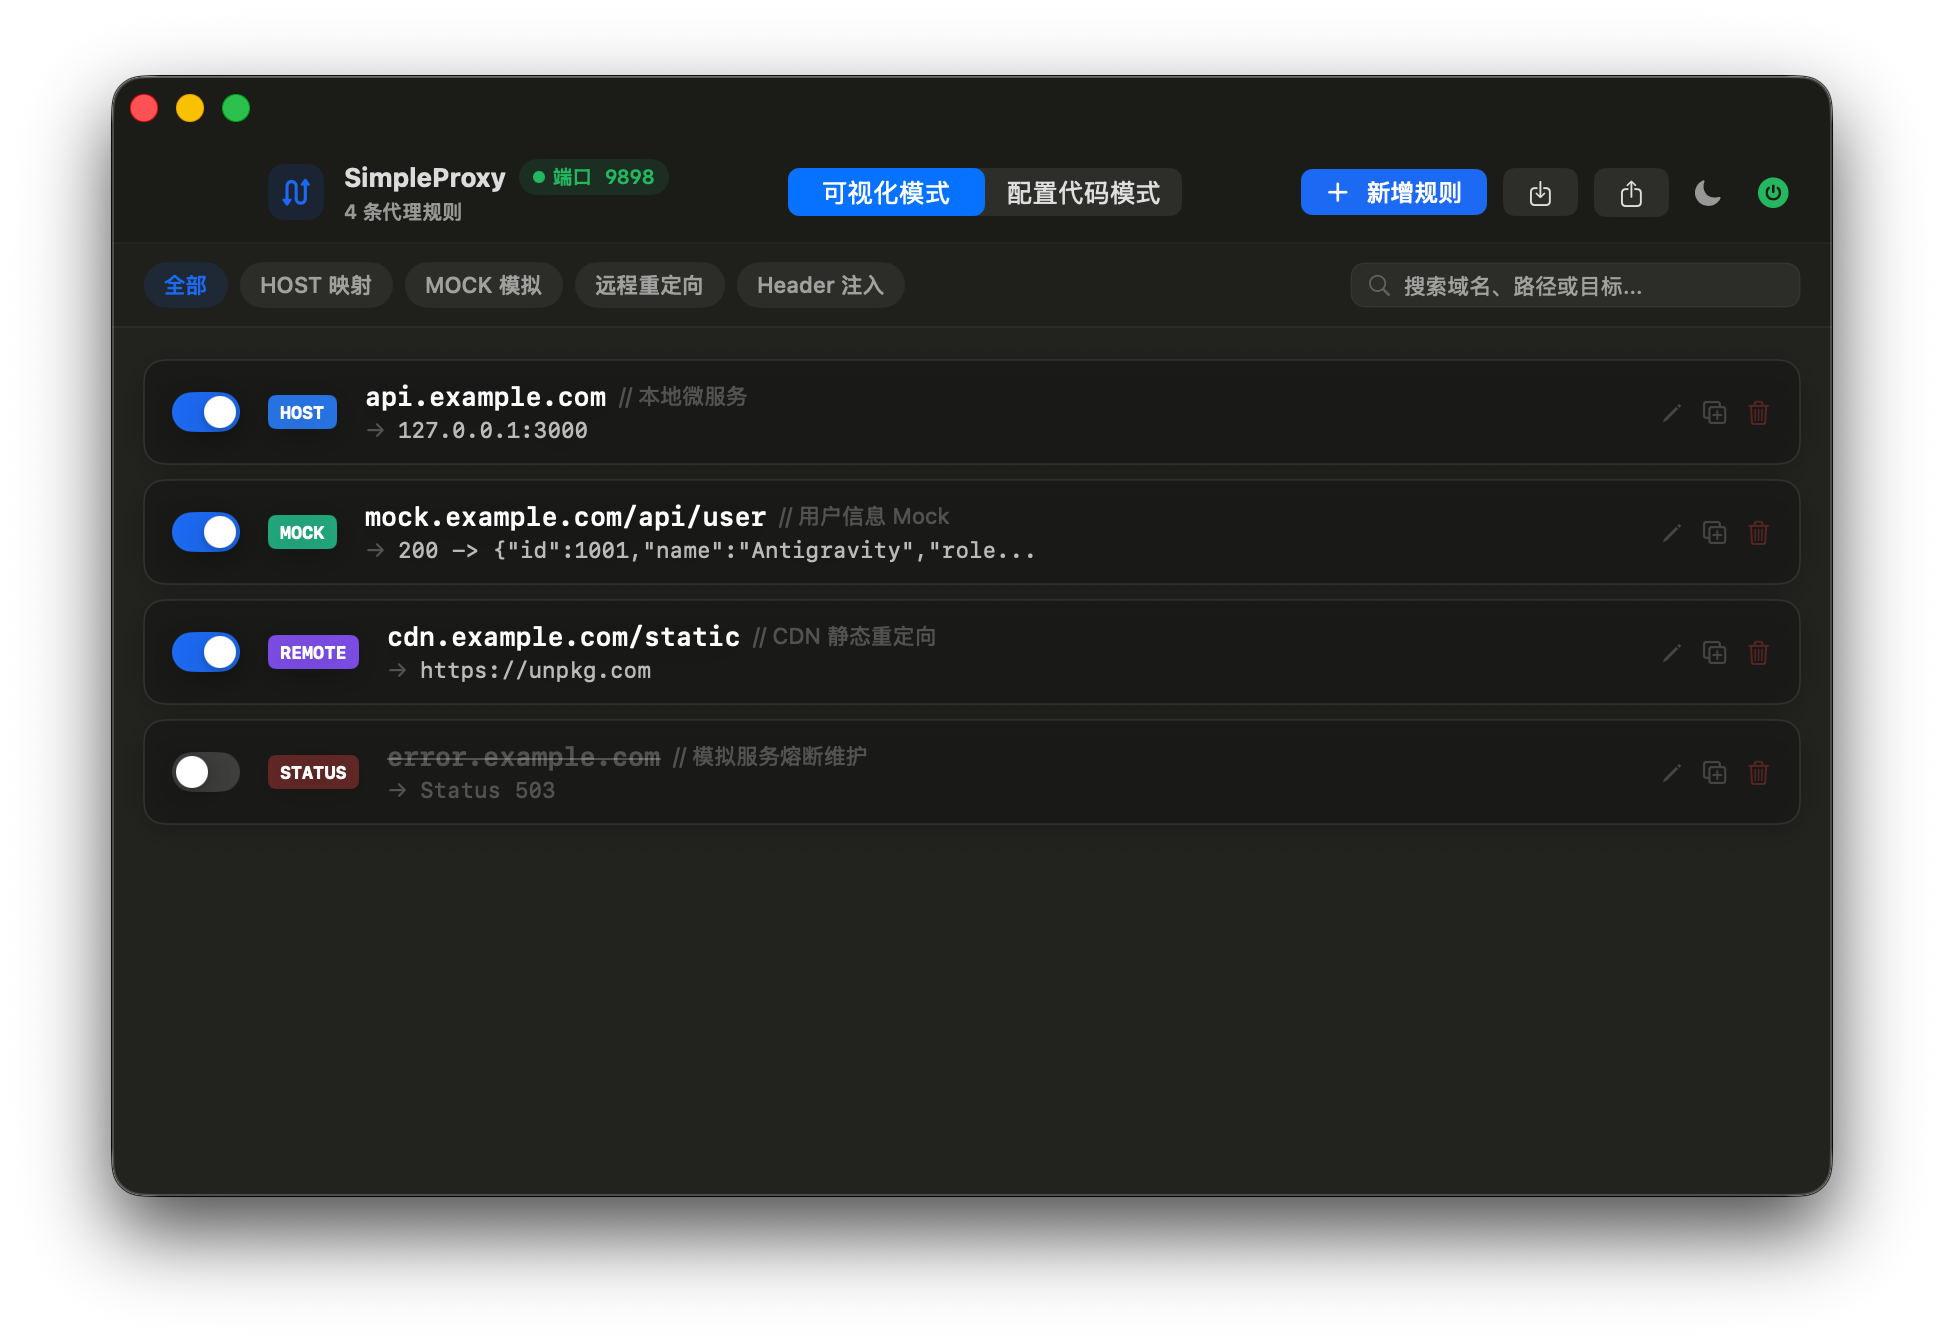 SimpleProxy
端口 9898
4 条代理规则
可视化模式
配置代码模式
新增规则
全部
HOST 映射
MOCK 模拟
远程重定向
Header 注入
搜索域名、路径或目标...
HOST
api.example.com // 本地微服务
→ 127.0.0.1:3000
MOCK
mock.example.com/api/user // 用户信息 Mock
→ 200 -> {"id":1001,"name":"Antigravity","role...
REMOTE
cdn.example.com/static // CDN 静态重定向
→ https://unpkg.com
STATUS
error.example.com // 模拟服务熔断维护
→ Status 503